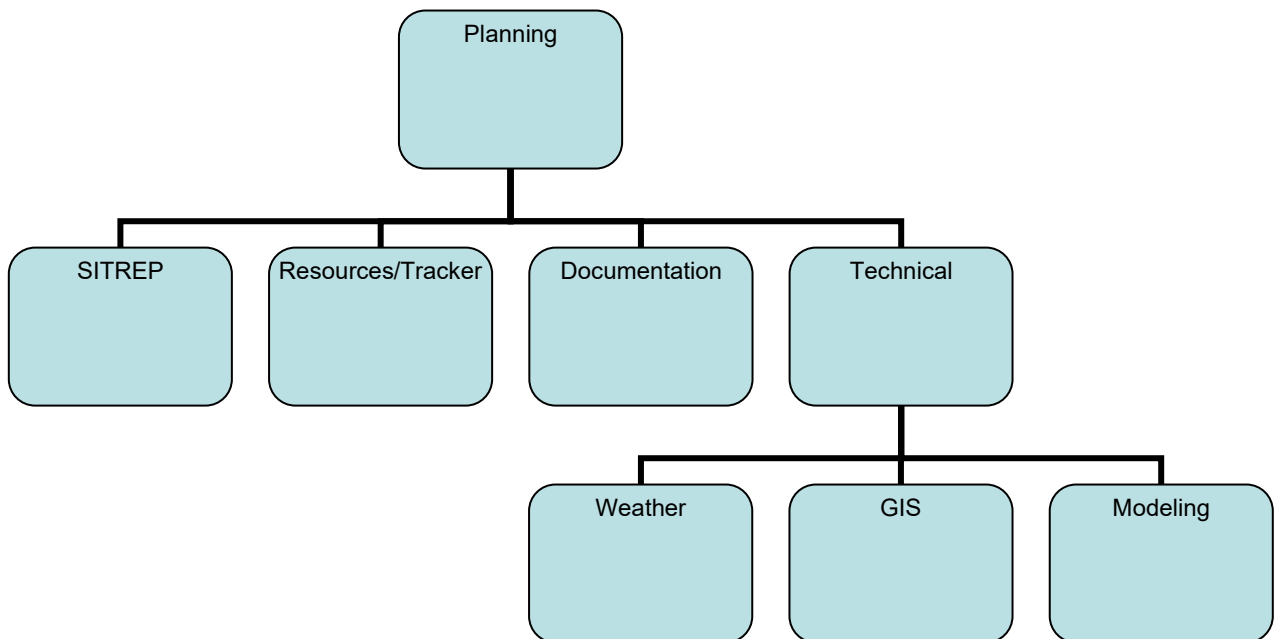 Planning
SITREP
Resources/Tracker
Documentation
Technical
Weather
GIS
Modeling